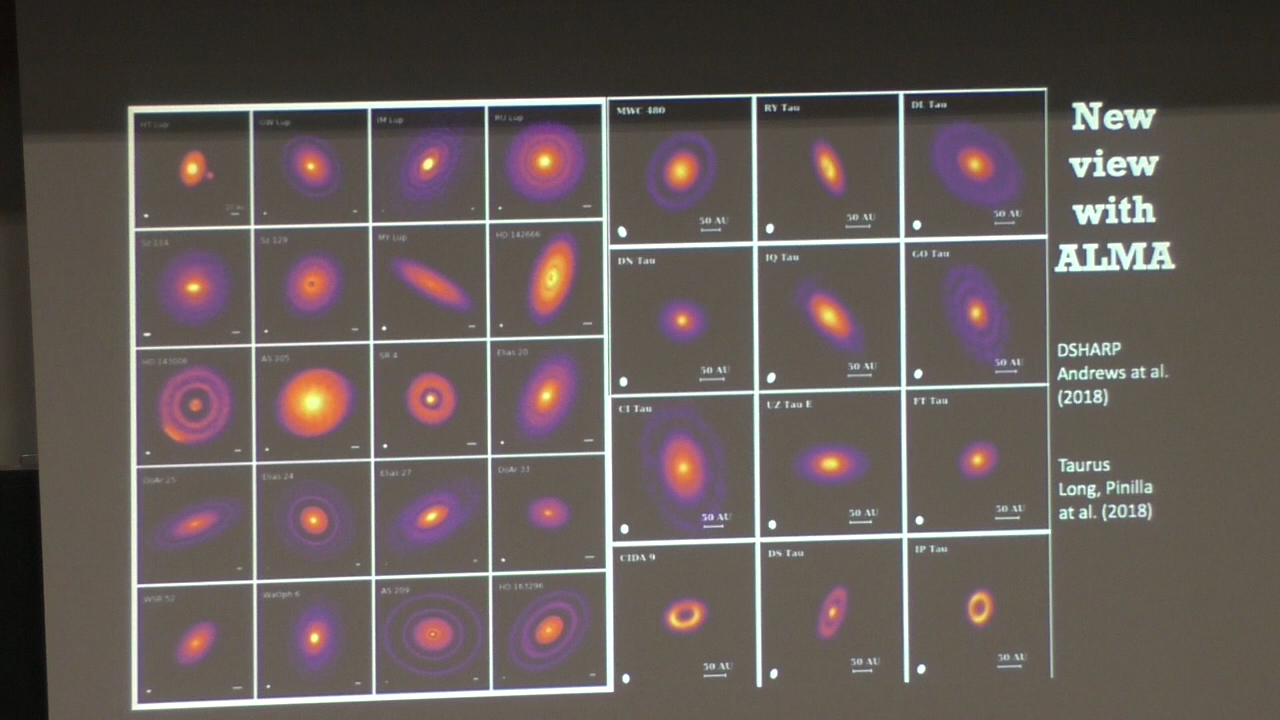 HT Lup
GW Lup
IM Lup
RU Lup
Sz 114
Sz 129
MY Lup
HD 142666
HD 143006
AS 205
SR 4
Elias 20
DoAr 25
Elias 24
Elias 27
DoAr 33
WSB 52
WaOph 6
AS 209
HD 163296
MWC 480
50 AU
RY Tau
50 AU
DL Tau
50 AU
DN Tau
50 AU
IQ Tau
50 AU
GO Tau
50 AU
CI Tau
50 AU
UZ Tau E
50 AU
FT Tau
50 AU
CIDA 9
50 AU
DS Tau
50 AU
IP Tau
50 AU
New
view
with
ALMA
DSHARP
Andrews at al.
(2018)
Taurus
Long, Pinilla
at al. (2018)